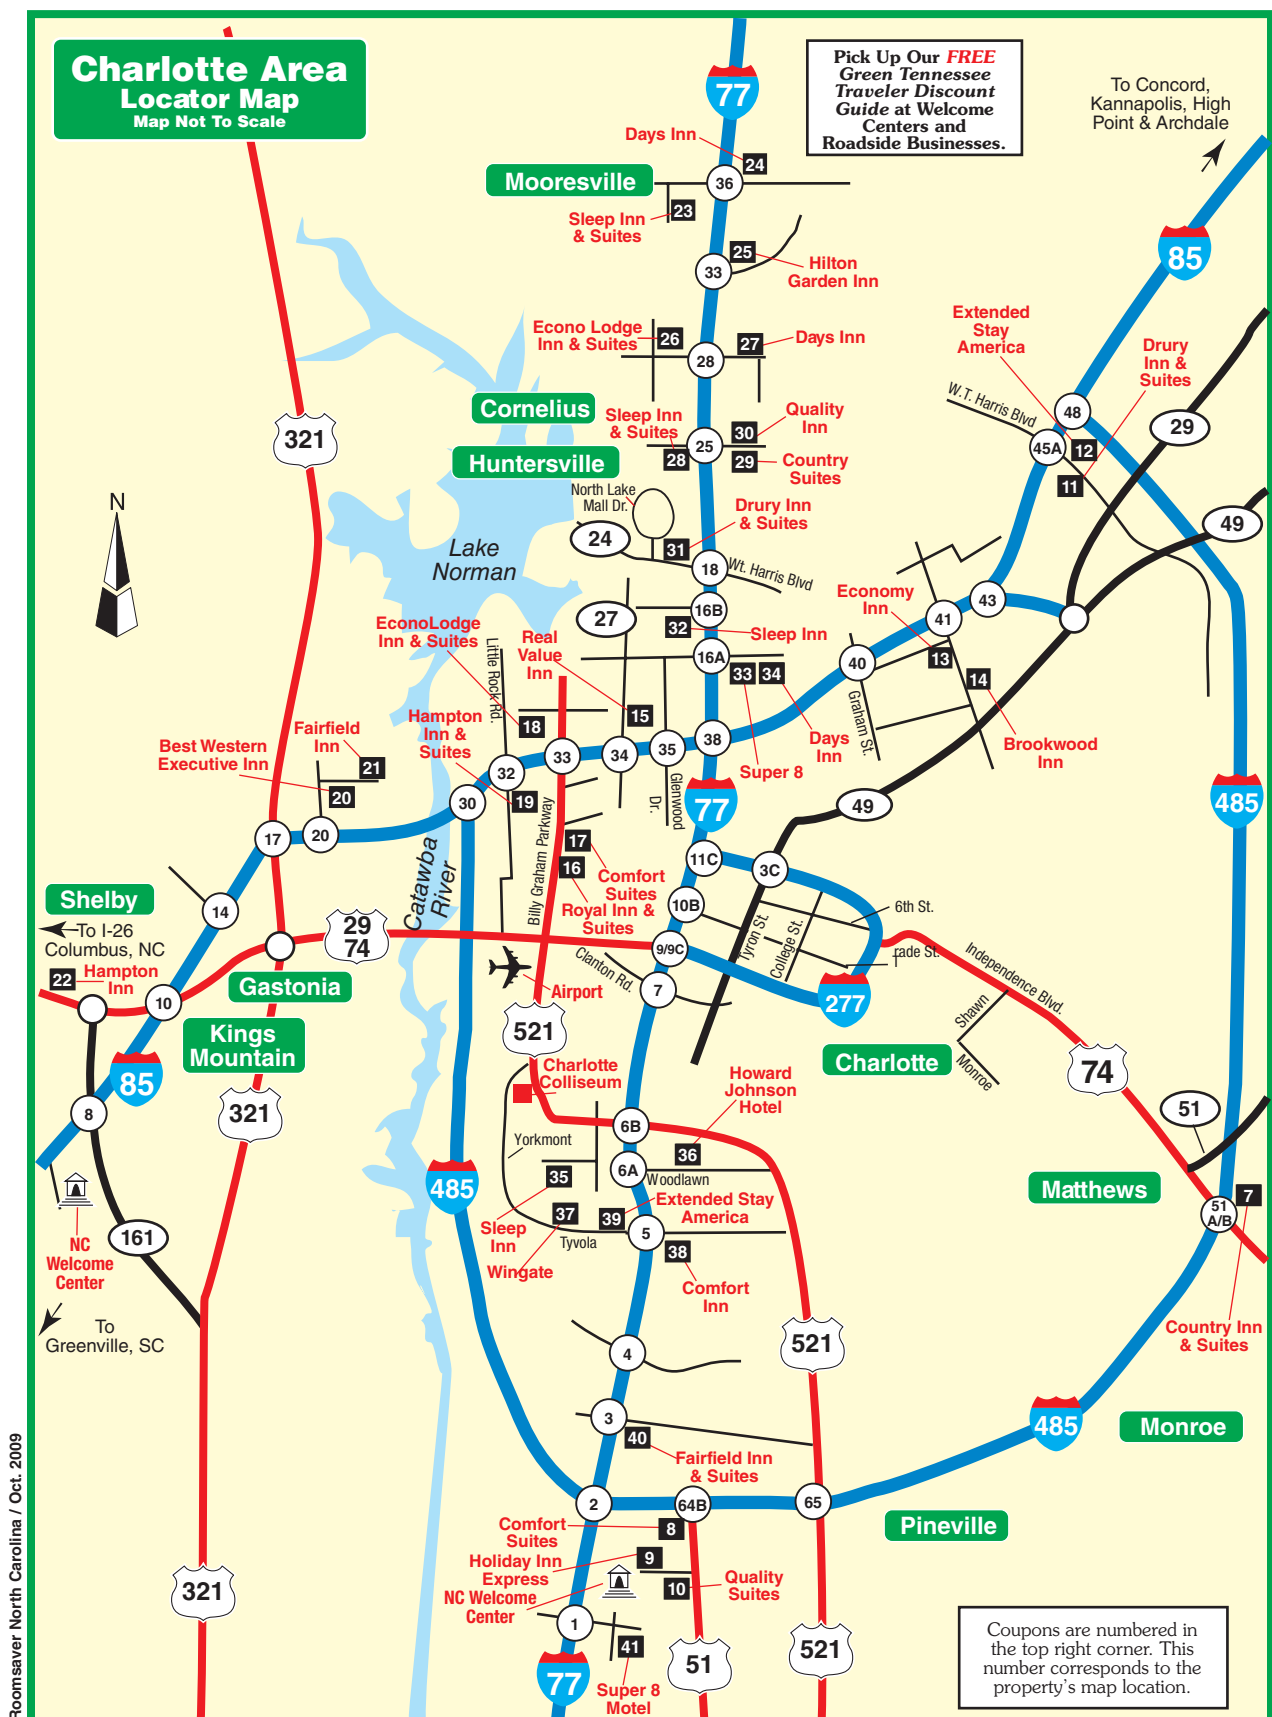 Charlotte Area
Locator Map
Map Not To Scale
77
Pick Up Our FREE
Green Tennessee
Traveler Discount
Guide at Welcome
Centers and
Roadside Businesses.
To Concord,
Kannapolis, High
Point & Archdale
Days Inn
24
Mooresville
36
23
Sleep Inn
& Suites
85
25
33
Hilton
Garden Inn
Extended
Stay
America
Econo Lodge
Inn & Suites
26
27
Days Inn
28
Drury
Inn &
Suites
W.T. Harris Blvd
48
29
321
Cornelius
Sleep Inn
& Suites
Quality
Inn
30
25
45A
12
28
29
Country
Suites
Huntersville
11
North Lake
Mall Dr.
Drury Inn
& Suites
N
24
31
49
Lake
Norman
18
Wt. Harris Blvd
Economy
Inn
43
27
16B
41
EconoLodge
Inn & Suites
32
Sleep Inn
Real
Value
Inn
Little Rock Rd.
16A
40
13
33
34
14
Graham St.
Hampton
Inn &
Suites
18
15
Fairfield
Inn
Best Western
Executive Inn
21
38
35
34
33
Days
Inn
Brookwood
Inn
Super 8
32
20
19
30
Glenwood
Dr.
77
49
485
17
20
Billy Graham Parkway
17
11C
3C
16
Comfort
Suites
Catawba
River
Shelby
14
10B
6th St.
Royal Inn &
Suites
29
74
To I-26
Columbus, NC
Tyron St.
College St.
9/9C
rade St.
Independence Blvd.
22
Hampton
Inn
Gastonia
Clanton Rd.
Airport
7
277
10
Shawn
Kings
Mountain
521
Charlotte
Monroe
74
85
Charlotte
Colliseum
Howard
Johnson
Hotel
8
321
51
6B
Yorkmont
36
6A
Woodlawn
35
485
Matthews
7
Extended Stay
America
51
A/B
37
39
161
Sleep
Inn
5
Tyvola
NC
Welcome
Center
38
Wingate
Comfort
Inn
To
Greenville, SC
Country Inn
& Suites
521
4
3
485
Monroe
40
Fairfield Inn
& Suites
2
64B
65
Pineville
Comfort
Suites
8
Holiday Inn
Express
9
321
10
Quality
Suites
NC Welcome
Center
1
41
521
51
77
Super 8
Motel
Coupons are numbered in
the top right corner. This
number corresponds to the
property's map location.
Roomsaver North Carolina / Oct. 2009